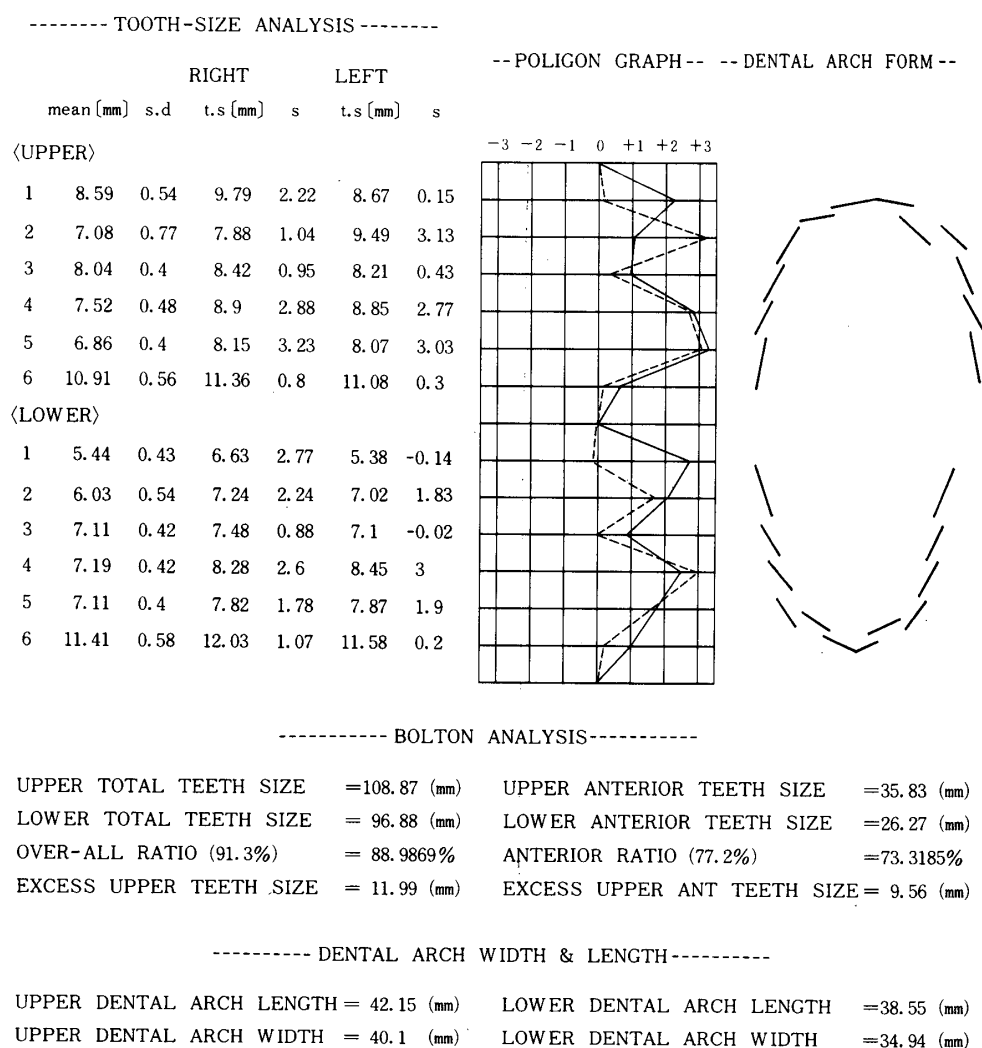 -------- TOOTH-SIZE ANALYSIS --------
--POLIGON GRAPH-- --DENTAL ARCH FORM--
RIGHT LEFT
mean [mm] s.d t.s [mm] s t.s [mm] s
-3 -2 -1 0 +1 +2 +3
〈UPPER〉
1 8.59 0.54 9.79 2.22 8.67 0.15
2 7.08 0.77 7.88 1.04 9.49 3.13
3 8.04 0.4 8.42 0.95 8.21 0.43
4 7.52 0.48 8.9 2.88 8.85 2.77
5 6.86 0.4 8.15 3.23 8.07 3.03
6 10.91 0.56 11.36 0.8 11.08 0.3
〈LOWER〉
1 5.44 0.43 6.63 2.77 5.38 -0.14
2 6.03 0.54 7.24 2.24 7.02 1.83
3 7.11 0.42 7.48 0.88 7.1 -0.02
4 7.19 0.42 8.28 2.6 8.45 3
5 7.11 0.4 7.82 1.78 7.87 1.9
6 11.41 0.58 12.03 1.07 11.58 0.2
----------- BOLTON ANALYSIS-----------
UPPER TOTAL TEETH SIZE =108.87 (mm) UPPER ANTERIOR TEETH SIZE =35.83 (mm)
LOWER TOTAL TEETH SIZE = 96.88 (mm) LOWER ANTERIOR TEETH SIZE =26.27 (mm)
OVER-ALL RATIO (91.3%) = 88.9869% ANTERIOR RATIO (77.2%) =73.3185%
EXCESS UPPER TEETH SIZE = 11.99 (mm) EXCESS UPPER ANT TEETH SIZE= 9.56 (mm)
---------- DENTAL ARCH WIDTH & LENGTH----------
UPPER DENTAL ARCH LENGTH= 42.15 (mm) LOWER DENTAL ARCH LENGTH =38.55 (mm)
UPPER DENTAL ARCH WIDTH = 40.1 (mm) LOWER DENTAL ARCH WIDTH =34.94 (mm)